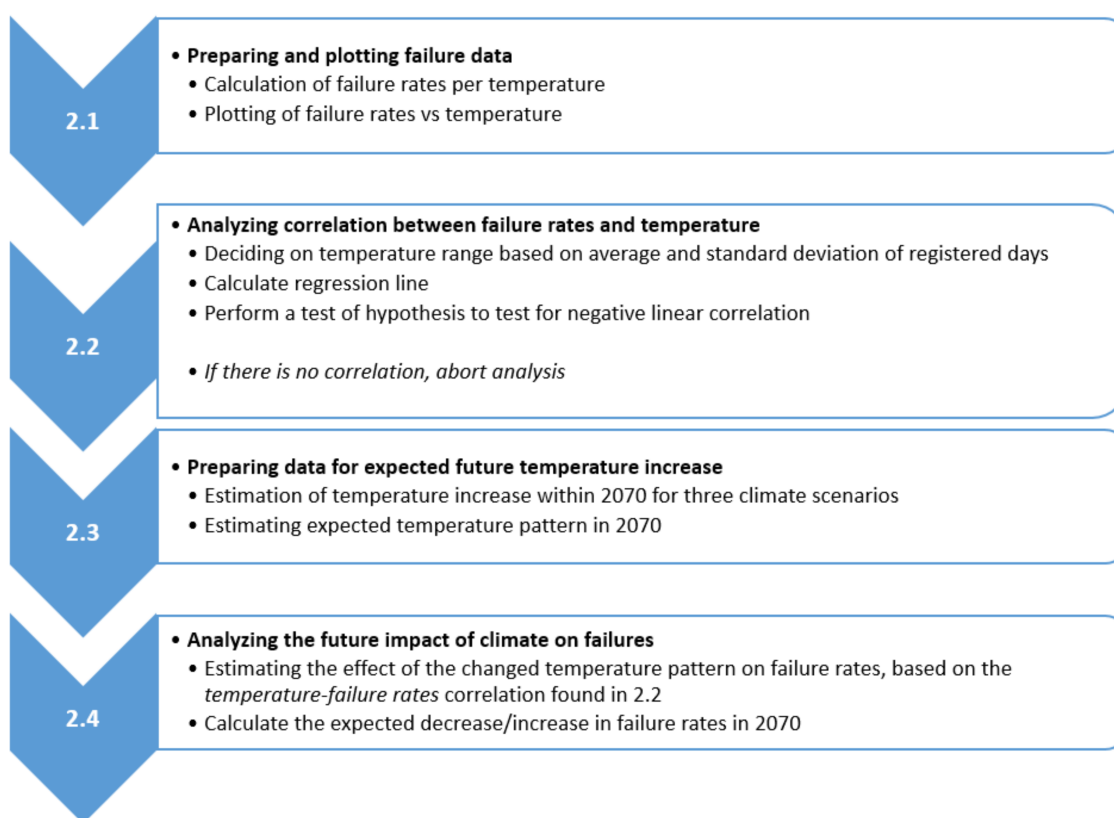 2.1
• Preparing and plotting failure data
• Calculation of failure rates per temperature
• Plotting of failure rates vs temperature
2.2
• Analyzing correlation between failure rates and temperature
• Deciding on temperature range based on average and standard deviation of registered days
• Calculate regression line
• Perform a test of hypothesis to test for negative linear correlation
• If there is no correlation, abort analysis
2.3
• Preparing data for expected future temperature increase
• Estimation of temperature increase within 2070 for three climate scenarios
• Estimating expected temperature pattern in 2070
2.4
• Analyzing the future impact of climate on failures
• Estimating the effect of the changed temperature pattern on failure rates, based on the
temperature-failure rates correlation found in 2.2
• Calculate the expected decrease/increase in failure rates in 2070